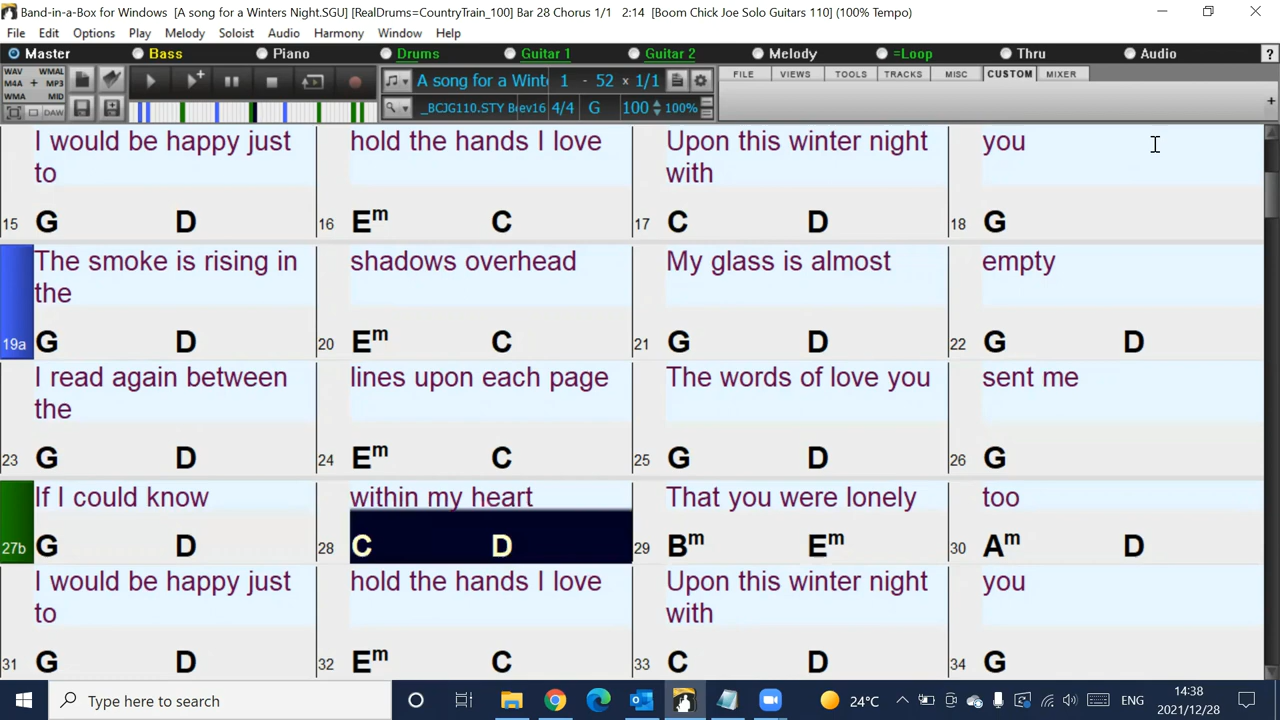 Band-in-a-Box for Windows [A song for a Winters Night.SGU] [RealDrums=CountryTrain_100] Bar 28 Chorus 1/1 2:14 [Boom Chick Joe Solo Guitars 110] (100% Tempo)
File Edit Options Play Melody Soloist Audio Harmony Window Help
Master Bass Piano Drums Guitar 1 Guitar 2 Melody =Loop Thru Audio ?
WAV WMAL
M4A + MP3
WMA MID
DAW
A song for a Winte 1 - 52 x 1/1
_BCJG110.STY 4/4 G 100 100%
FILE VIEWS TOOLS TRACKS MISC CUSTOM MIXER
+
I would be happy just hold the hands I love Upon this winter night you
to with
15 G D 16 Em C 17 C D 18 G
The smoke is rising in shadows overhead My glass is almost empty
the
19a G D 20 Em C 21 G D 22 G D
I read again between lines upon each page The words of love you sent me
the
23 G D 24 Em C 25 G D 26 G
If I could know within my heart That you were lonely too
27b G D 28 C D 29 Bm Em 30 Am D
I would be happy just hold the hands I love Upon this winter night you
to with
31 G D 32 Em C 33 C D 34 G
Type here to search
24°C ENG
14:38
2021/12/28